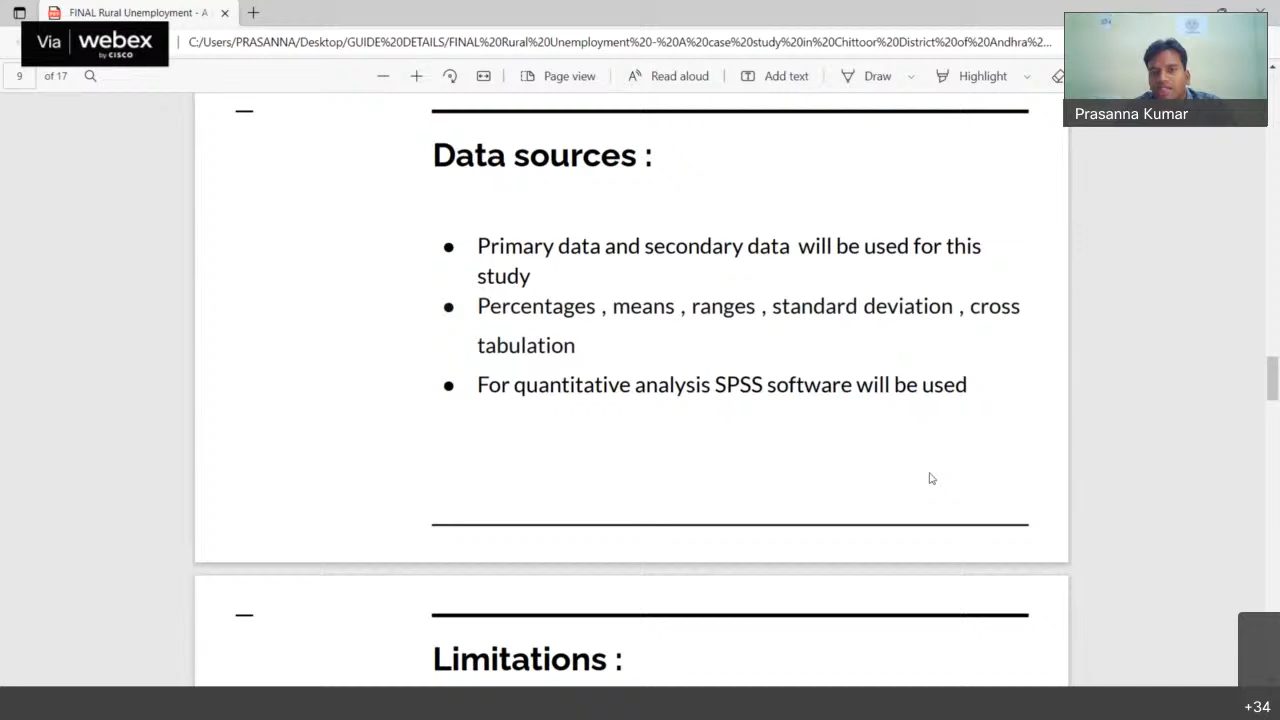 FINAL Rural Unemployment - A
Via webex
by CISCO
C:/Users/PRASANNA/Desktop/GUIDE%20DETAILS/FINAL%20Rural%20Unemployment%20-%20A%20case%20study%20of%20Chittoor%20District%20of%20Andhra%2...
9 of 17
Page view
Read aloud
Add text
Draw
Highlight
Prasanna Kumar
Data sources :
● Primary data and secondary data will be used for this
study
● Percentages , means , ranges , standard deviation , cross
tabulation
● For quantitative analysis SPSS software will be used
Limitations :
+34